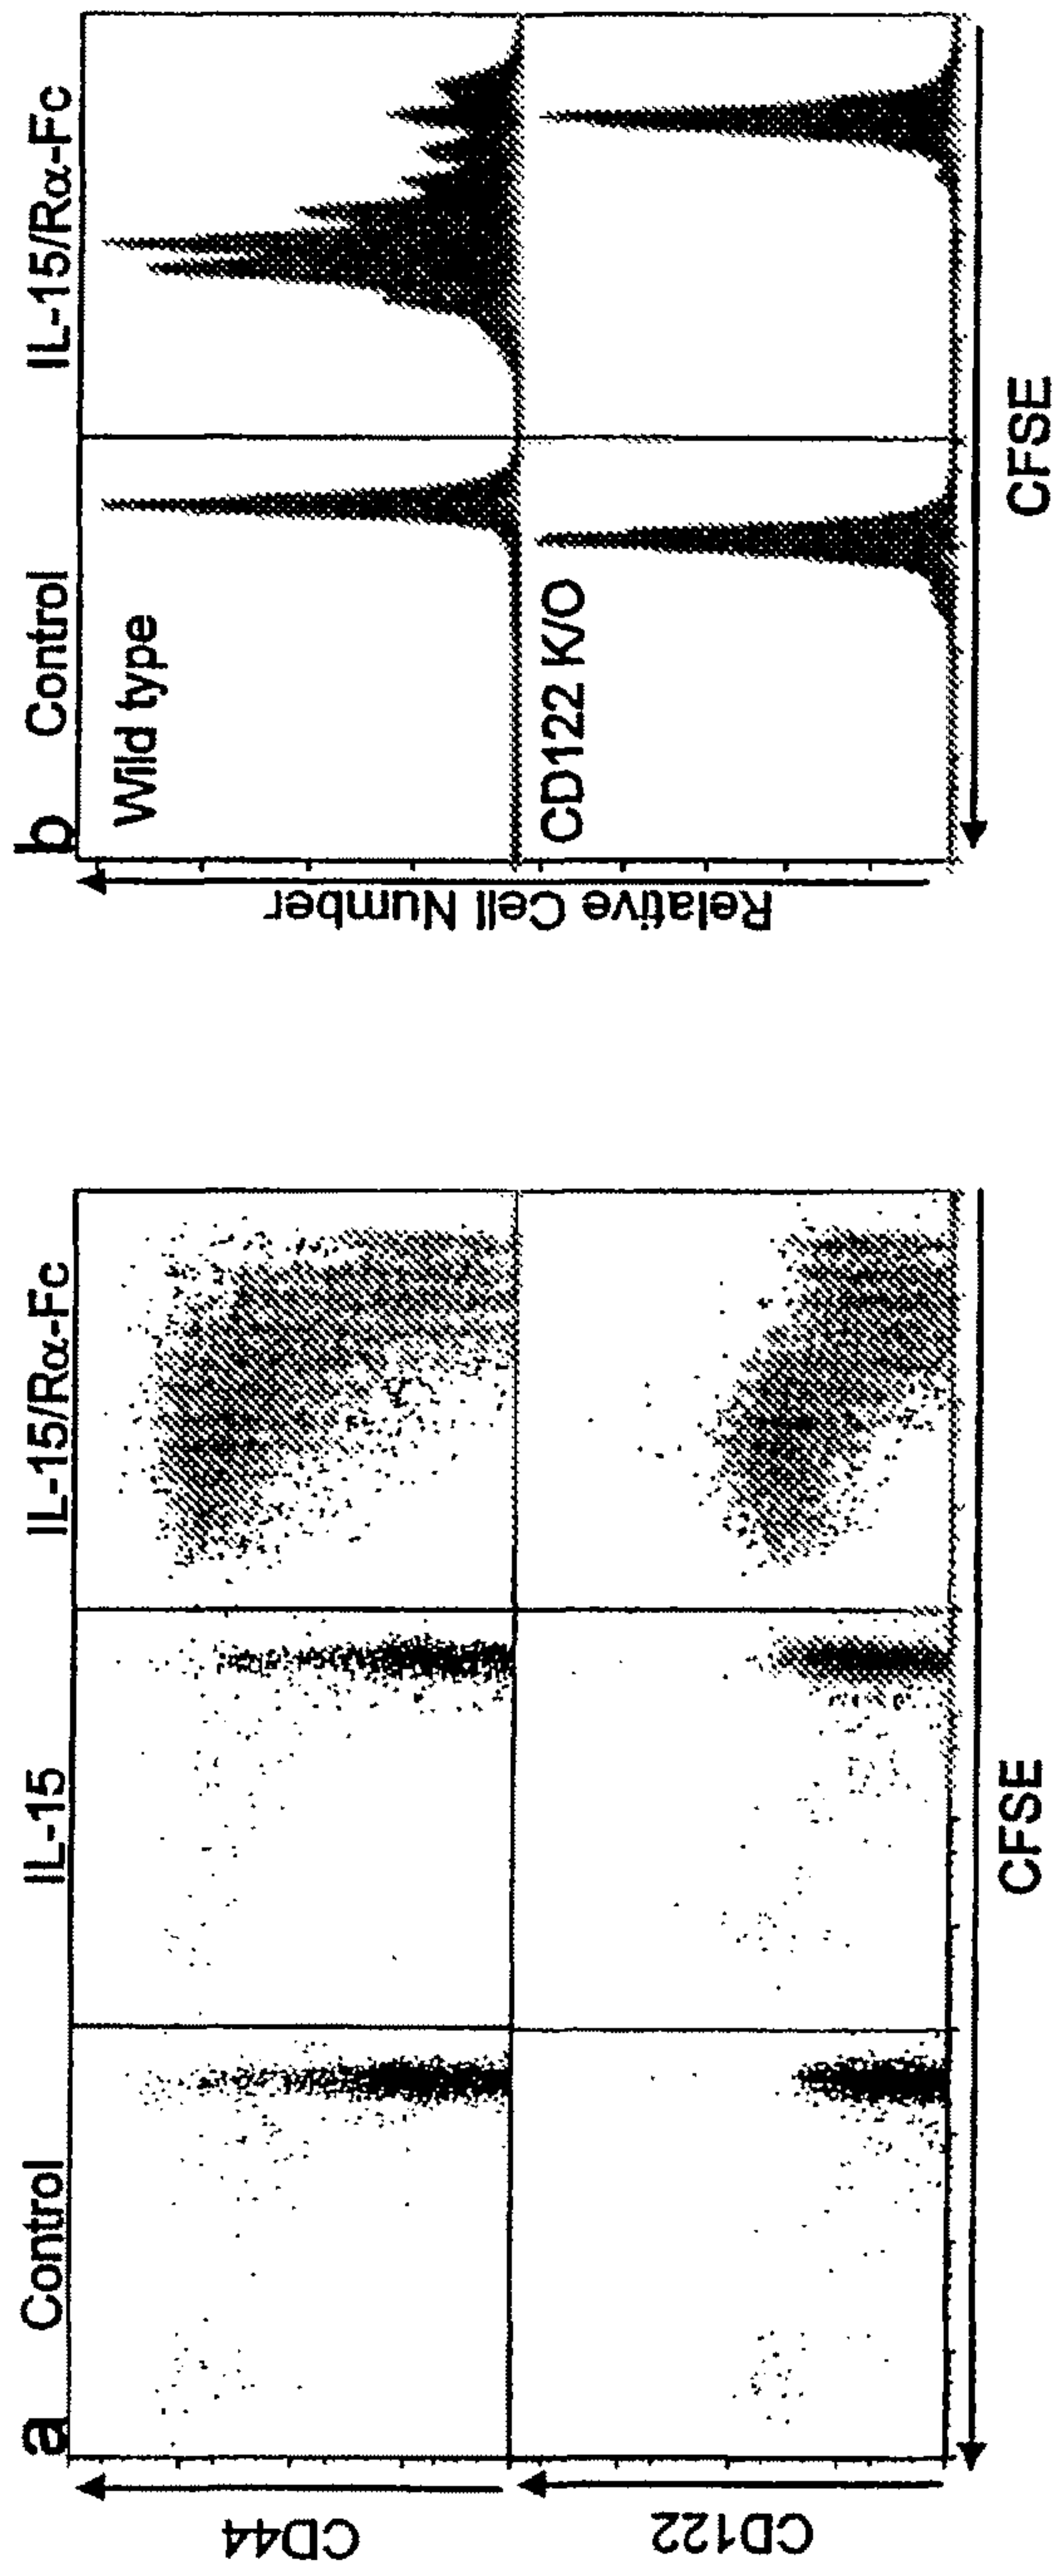 a
Control
IL-15
IL-15/Rα-Fc
CD44
CD122
CFSE
b
Control
IL-15/Rα-Fc
Wild type
CD122 K/O
Relative Cell Number
CFSE